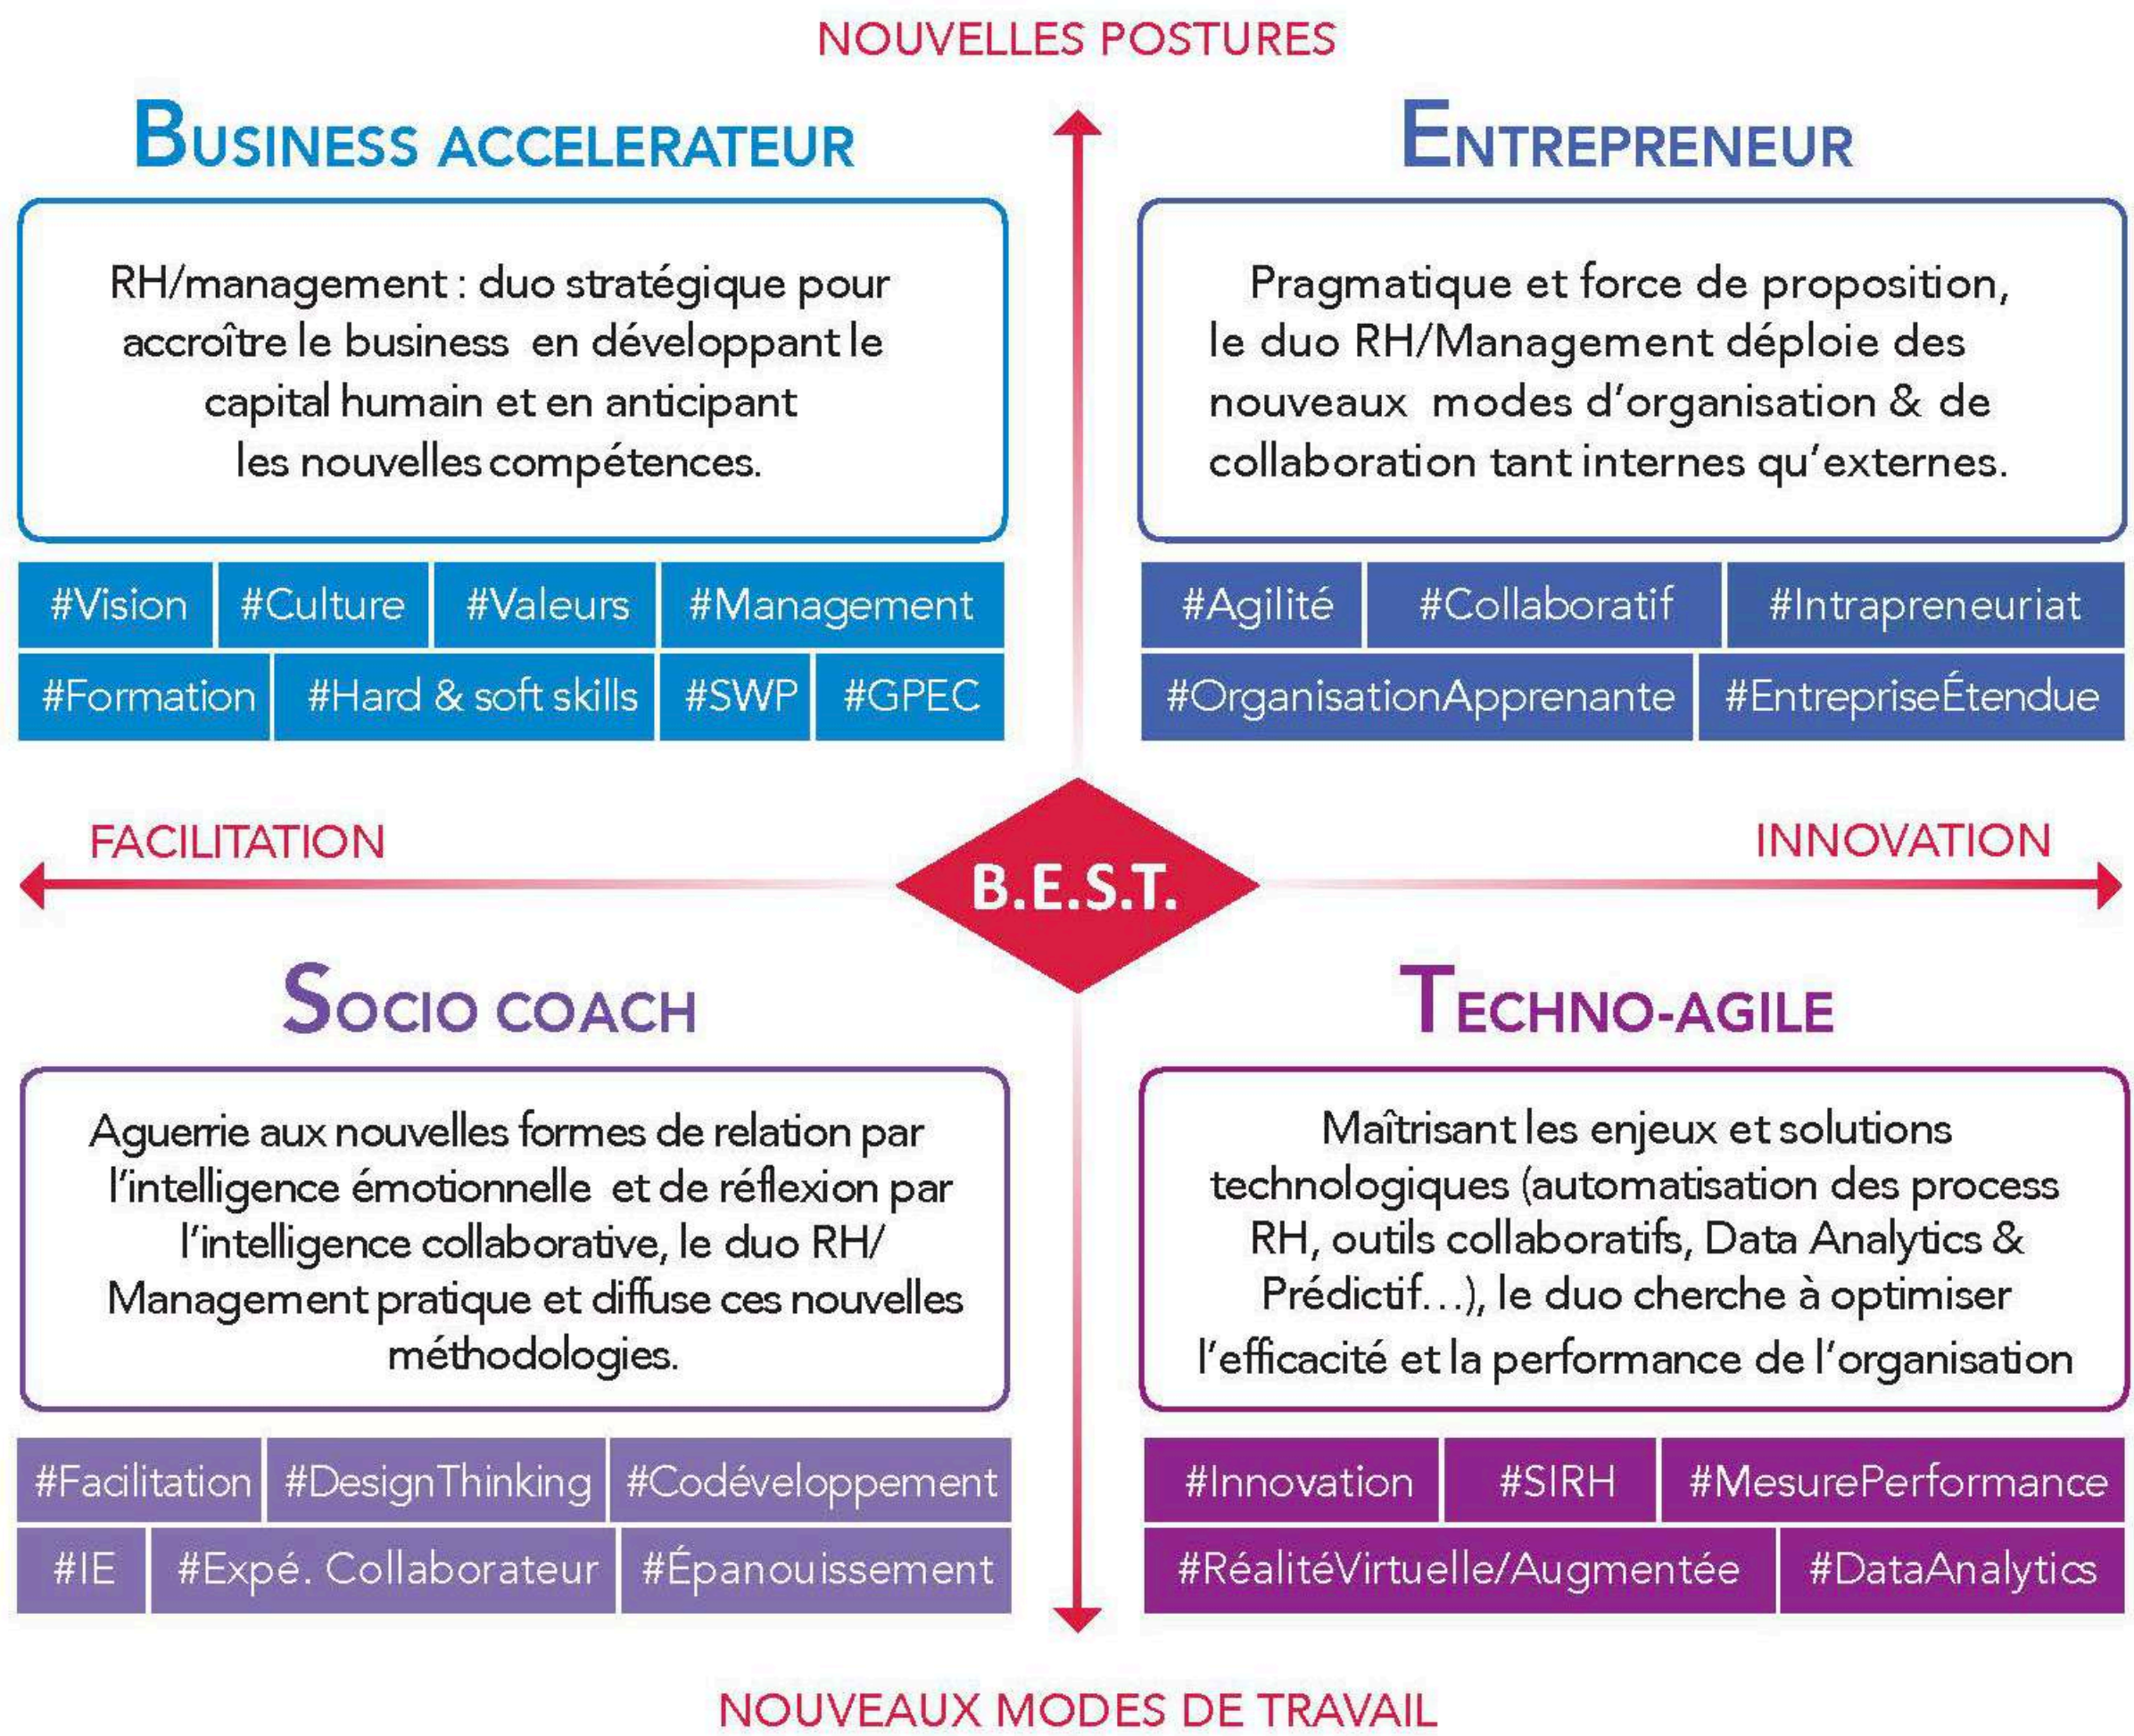 NOUVELLES POSTURES
BUSINESS ACCELERATEUR
RH/management : duo stratégique pour
accroître le business en développant le
capital humain et en anticipant
les nouvelles compétences.
#Vision #Culture #Valeurs #Management
#Formation #Hard & soft skills #SWP #GPEC
ENTREPRENEUR
Pragmatique et force de proposition,
le duo RH/Management déploie des
nouveaux modes d'organisation & de
collaboration tant internes qu'externes.
#Agilité #Collaboratif #Intrapreneuriat
#OrganisationApprenante #EntrepriseÉtendue
FACILITATION
B.E.S.T.
INNOVATION
SOCIO COACH
Aguerrie aux nouvelles formes de relation par
l'intelligence émotionnelle et de réflexion par
l'intelligence collaborative, le duo RH/
Management pratique et diffuse ces nouvelles
méthodologies.
#Facilitation #DesignThinking #Codéveloppement
#IE #Expé. Collaborateur #Épanouissement
TECHNO-AGILE
Maîtrisant les enjeux et solutions
technologiques (automatisation des process
RH, outils collaboratifs, Data Analytics &
Prédictif...), le duo cherche à optimiser
l'efficacité et la performance de l'organisation
#Innovation #SIRH #MesurePerformance
#RéalitéVirtuelle/Augmentée #DataAnalytics
NOUVEAUX MODES DE TRAVAIL